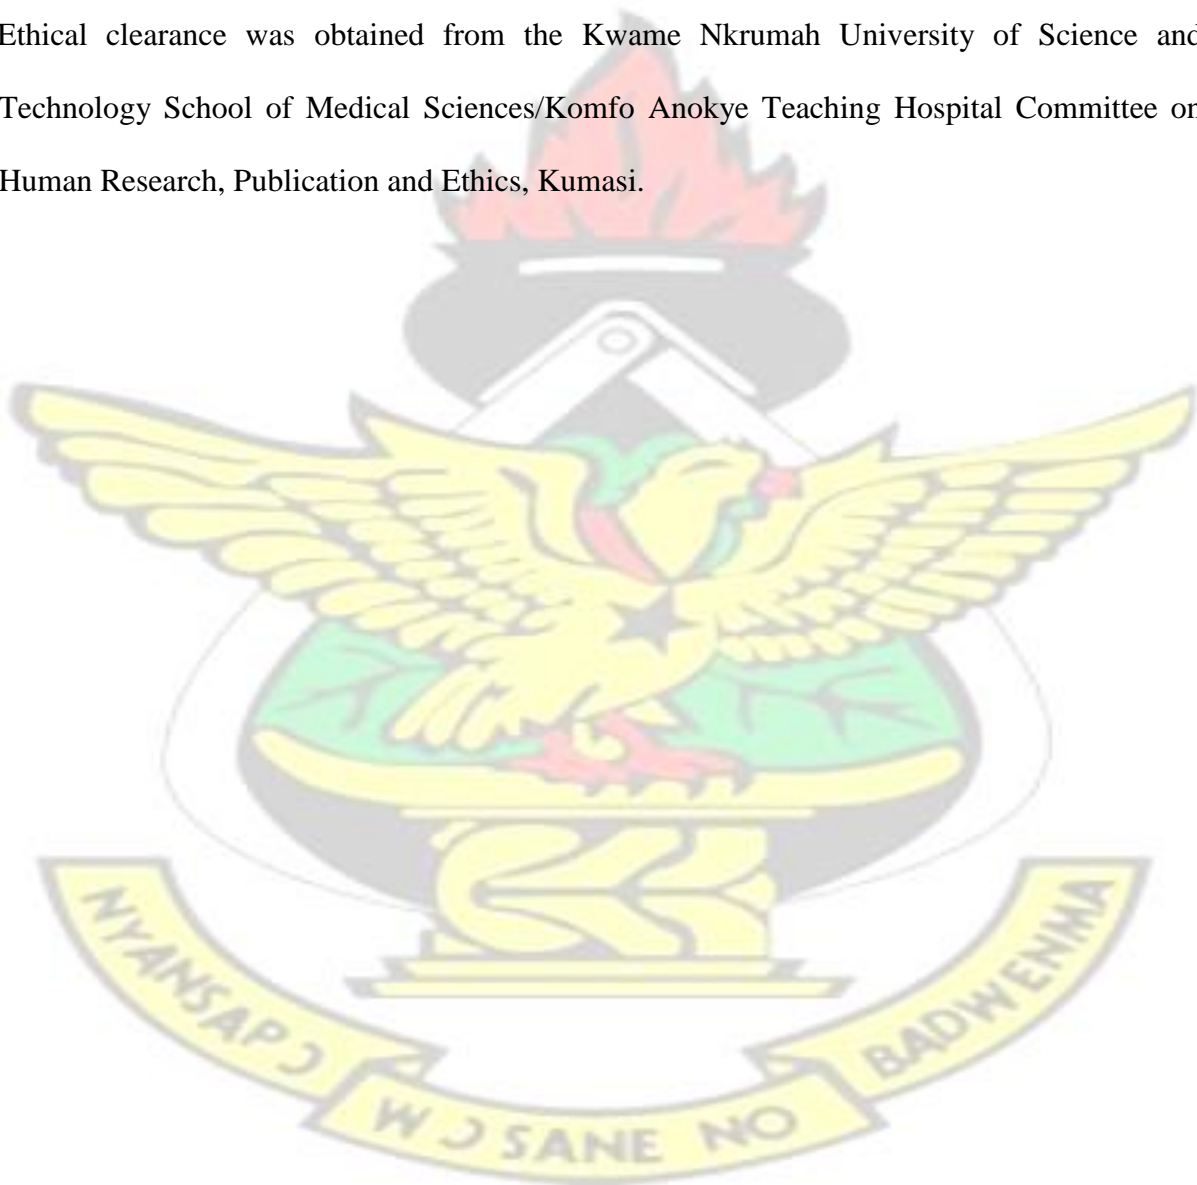 Ethical clearance was obtained from the Kwame Nkrumah University of Science and
Technology School of Medical Sciences/Komfo Anokye Teaching Hospital Committee on
Human Research, Publication and Ethics, Kumasi.
NYANSAPƆ
WƆSANE NO
BADWENMA